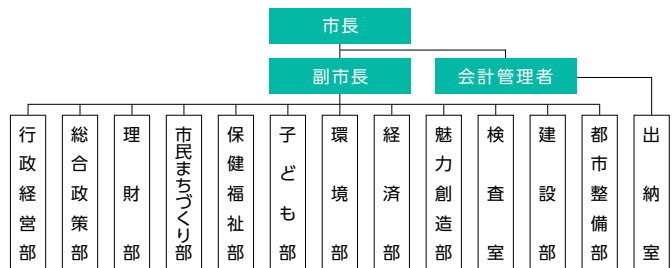 市長
副市長
会計管理者
行政経営部
総合政策部
理財部
市民まちづくり部
保健福祉部
子ども部
環境部
経済部
魅力創造部
検査室
建設部
都市整備部
出納室